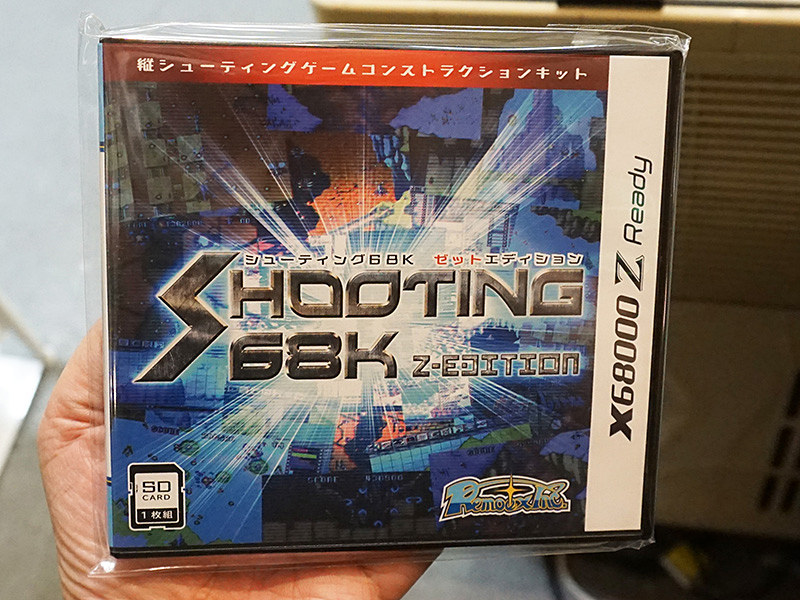 縦シューティングゲームコンストラクションキット
シューティング68K ゼットエディション
SHOOTING
68K Z-EDITION
X68000 Z Ready
SD
CARD
1枚組